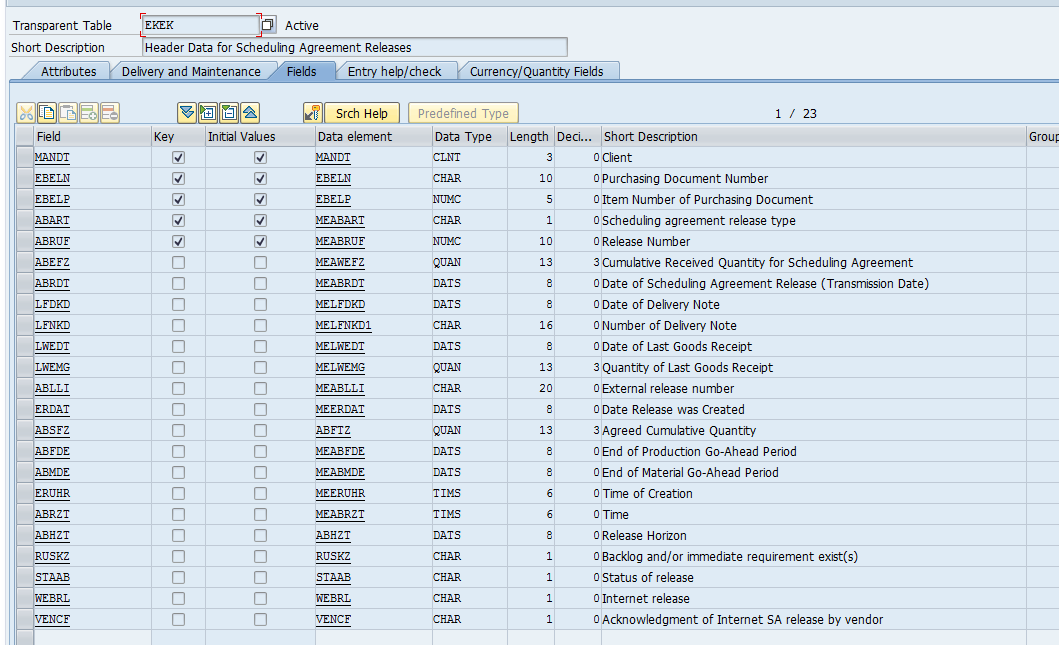 Transparent Table EKEK Active
Short Description Header Data for Scheduling Agreement Releases
Attributes Delivery and Maintenance Fields Entry help/check Currency/Quantity Fields
Srch Help Predefined Type 1 / 23
Field Key Initial Values Data element Data Type Length Deci... Short Description Group
MANDT MANDT CLNT 3 0 Client
EBELN EBELN CHAR 10 0 Purchasing Document Number
EBELP EBELP NUMC 5 0 Item Number of Purchasing Document
ABART MEABART CHAR 1 0 Scheduling agreement release type
ABRUF MEABRUF NUMC 10 0 Release Number
ABEFZ MEAWEFZ QUAN 13 3 Cumulative Received Quantity for Scheduling Agreement
ABRDT MEABRDT DATS 8 0 Date of Scheduling Agreement Release (Transmission Date)
LFDKD MELFDKD DATS 8 0 Date of Delivery Note
LFNKD MELFNKD1 CHAR 16 0 Number of Delivery Note
LWEDT MELWEDT DATS 8 0 Date of Last Goods Receipt
LWEMG MELWEMG QUAN 13 3 Quantity of Last Goods Receipt
ABLLI MEABLLI CHAR 20 0 External release number
ERDAT MEERDAT DATS 8 0 Date Release was Created
ABSFZ ABFTZ QUAN 13 3 Agreed Cumulative Quantity
ABFDE MEABFDE DATS 8 0 End of Production Go-Ahead Period
ABMDE MEABMDE DATS 8 0 End of Material Go-Ahead Period
ERUHR MEERUHR TIMS 6 0 Time of Creation
ABRZT MEABRZT TIMS 6 0 Time
ABHZT ABHZT DATS 8 0 Release Horizon
RUSKZ RUSKZ CHAR 1 0 Backlog and/or immediate requirement exist(s)
STAAB STAAB CHAR 1 0 Status of release
WEBRL WEBRL CHAR 1 0 Internet release
VENCF VENCF CHAR 1 0 Acknowledgment of Internet SA release by vendor